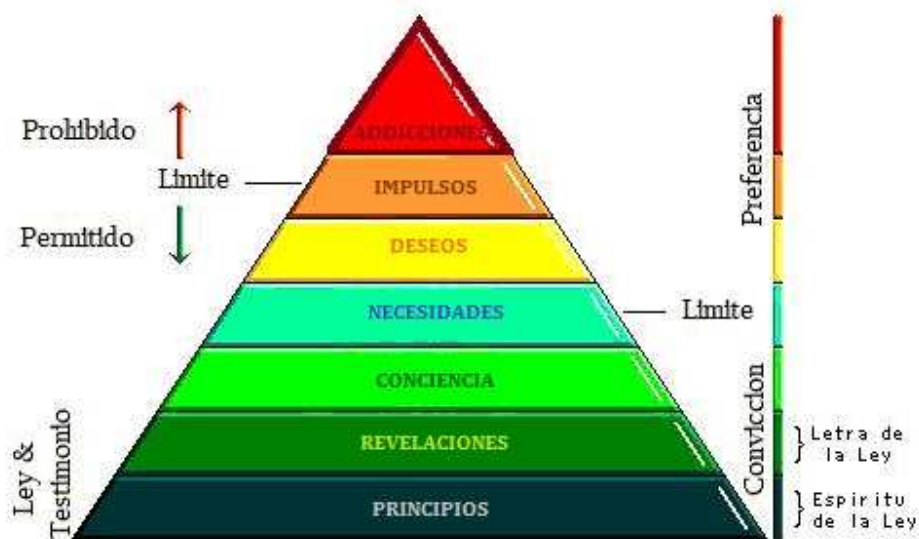 ADDICCIONES
Prohibido
Limite
IMPULSOS
Preferencia
Permitido
DESEOS
NECESIDADES
Limite
CONCIENCIA
Ley &
Testimonio
REVELACIONES
Conviccion
Letra de
la Ley
PRINCIPIOS
Espiritu
de la Ley